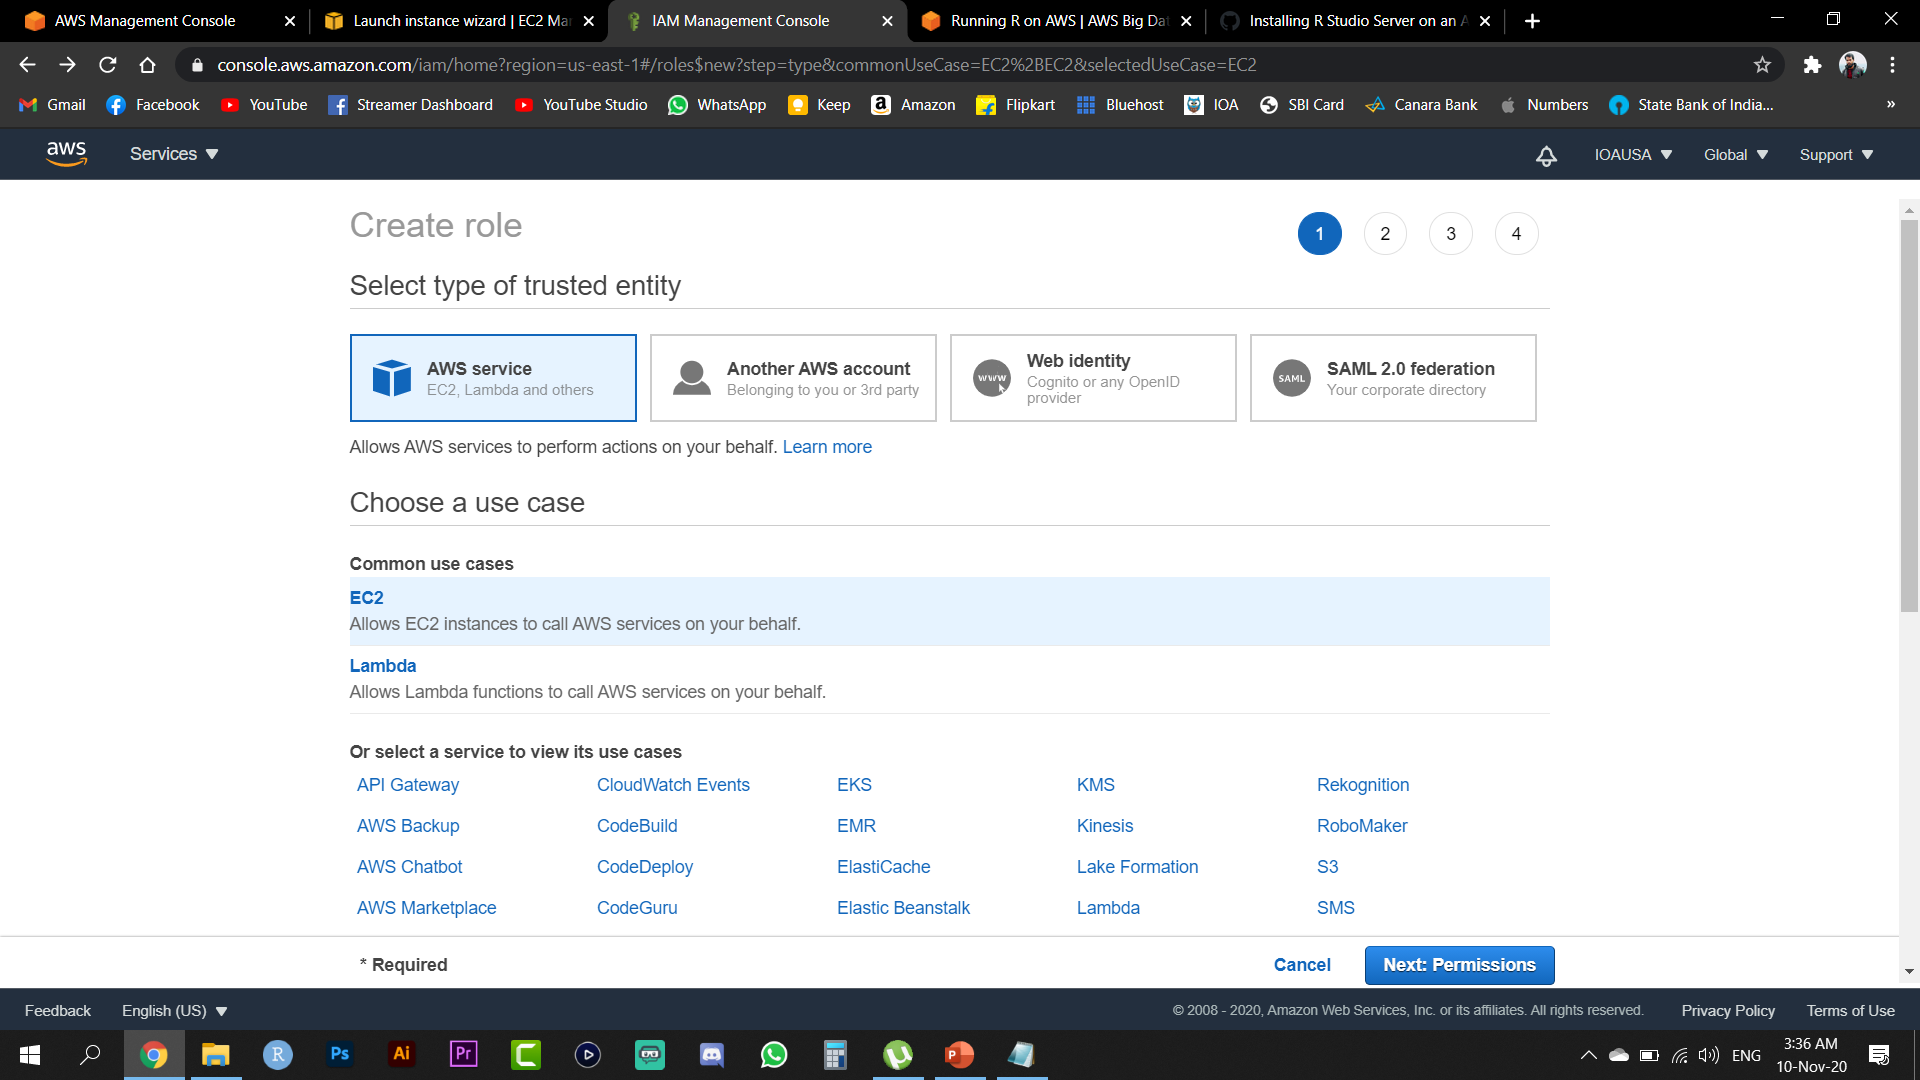 AWS Management Console
Launch instance wizard | EC2 Mar
IAM Management Console
Running R on AWS | AWS Big Dat
Installing R Studio Server on an A
console.aws.amazon.com/iam/home?region=us-east-1#/roles$new?step=type&commonUseCase=EC2%2BEC2&selectedUseCase=EC2
Gmail
Facebook
YouTube
Streamer Dashboard
YouTube Studio
WhatsApp
Keep
Amazon
Flipkart
Bluehost
IOA
SBI Card
Canara Bank
Numbers
State Bank of India...
»
aws
Services
IOAUSA
Global
Support
Create role
1
2
3
4
Select type of trusted entity
AWS service
EC2, Lambda and others
Another AWS account
Belonging to you or 3rd party
www
Web identity
Cognito or any OpenID
provider
SAML
SAML 2.0 federation
Your corporate directory
Allows AWS services to perform actions on your behalf. Learn more
Choose a use case
Common use cases
EC2
Allows EC2 instances to call AWS services on your behalf.
Lambda
Allows Lambda functions to call AWS services on your behalf.
Or select a service to view its use cases
API Gateway
CloudWatch Events
EKS
KMS
Rekognition
AWS Backup
CodeBuild
EMR
Kinesis
RoboMaker
AWS Chatbot
CodeDeploy
ElastiCache
Lake Formation
S3
AWS Marketplace
CodeGuru
Elastic Beanstalk
Lambda
SMS
* Required
Cancel
Next: Permissions
Feedback
English (US)
© 2008 - 2020, Amazon Web Services, Inc. or its affiliates. All rights reserved.
Privacy Policy
Terms of Use
R
Ps
Ai
Pr
C
P
ENG
3:36 AM
10-Nov-20